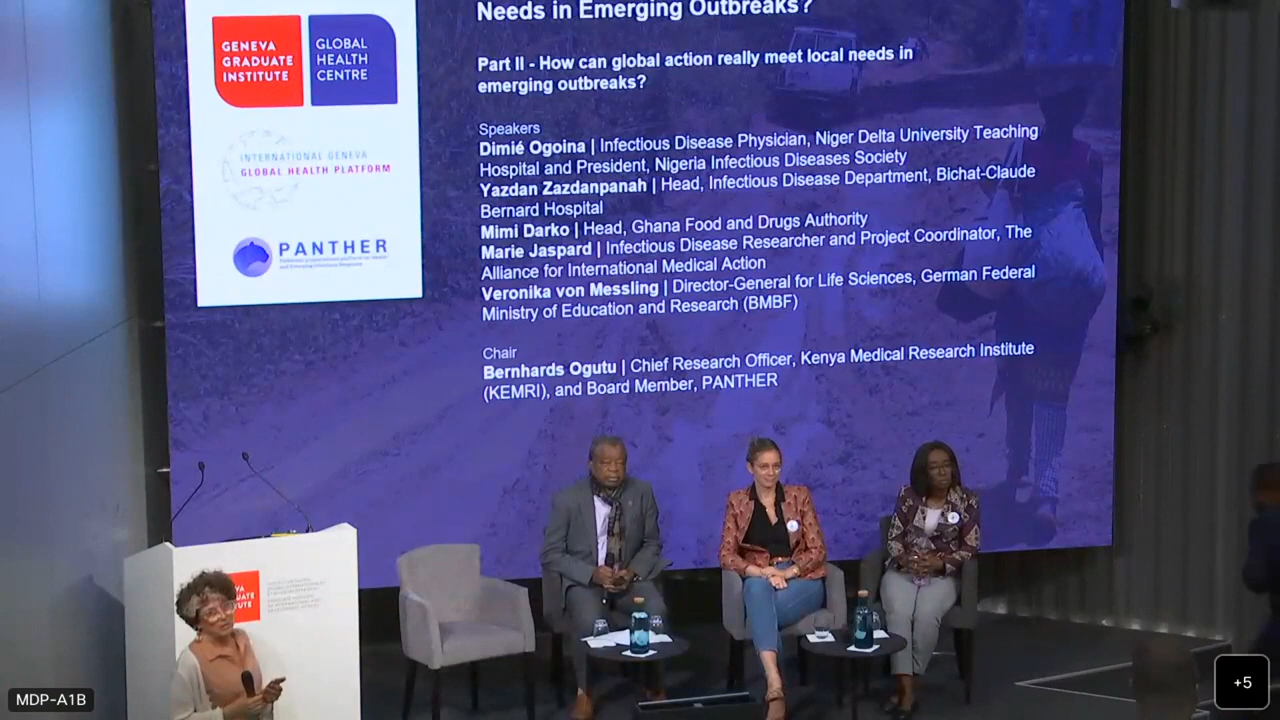 Needs in Emerging Outbreaks?
Part II - How can global action really meet local needs in
emerging outbreaks?
Speakers
Dimié Ogoina | Infectious Disease Physician, Niger Delta University Teaching
Hospital and President, Nigeria Infectious Diseases Society
Yazdan Yazdanpanah | Head, Infectious Disease Department, Bichat-Claude
Bernard Hospital
Mimi Darko | Head, Ghana Food and Drugs Authority
Marie Jaspard | Infectious Disease Researcher and Project Coordinator, The
Alliance for International Medical Action
Veronika von Messling | Director-General for Life Sciences, German Federal
Ministry of Education and Research (BMBF)
Chair
Bernhards Ogutu | Chief Research Officer, Kenya Medical Research Institute
(KEMRI), and Board Member, PANTHER
GENEVA
GRADUATE
INSTITUTE
GLOBAL
HEALTH
CENTRE
INTERNATIONAL GENEVA
GLOBAL HEALTH PLATFORM
PANTHER
MDP-A1B
+5